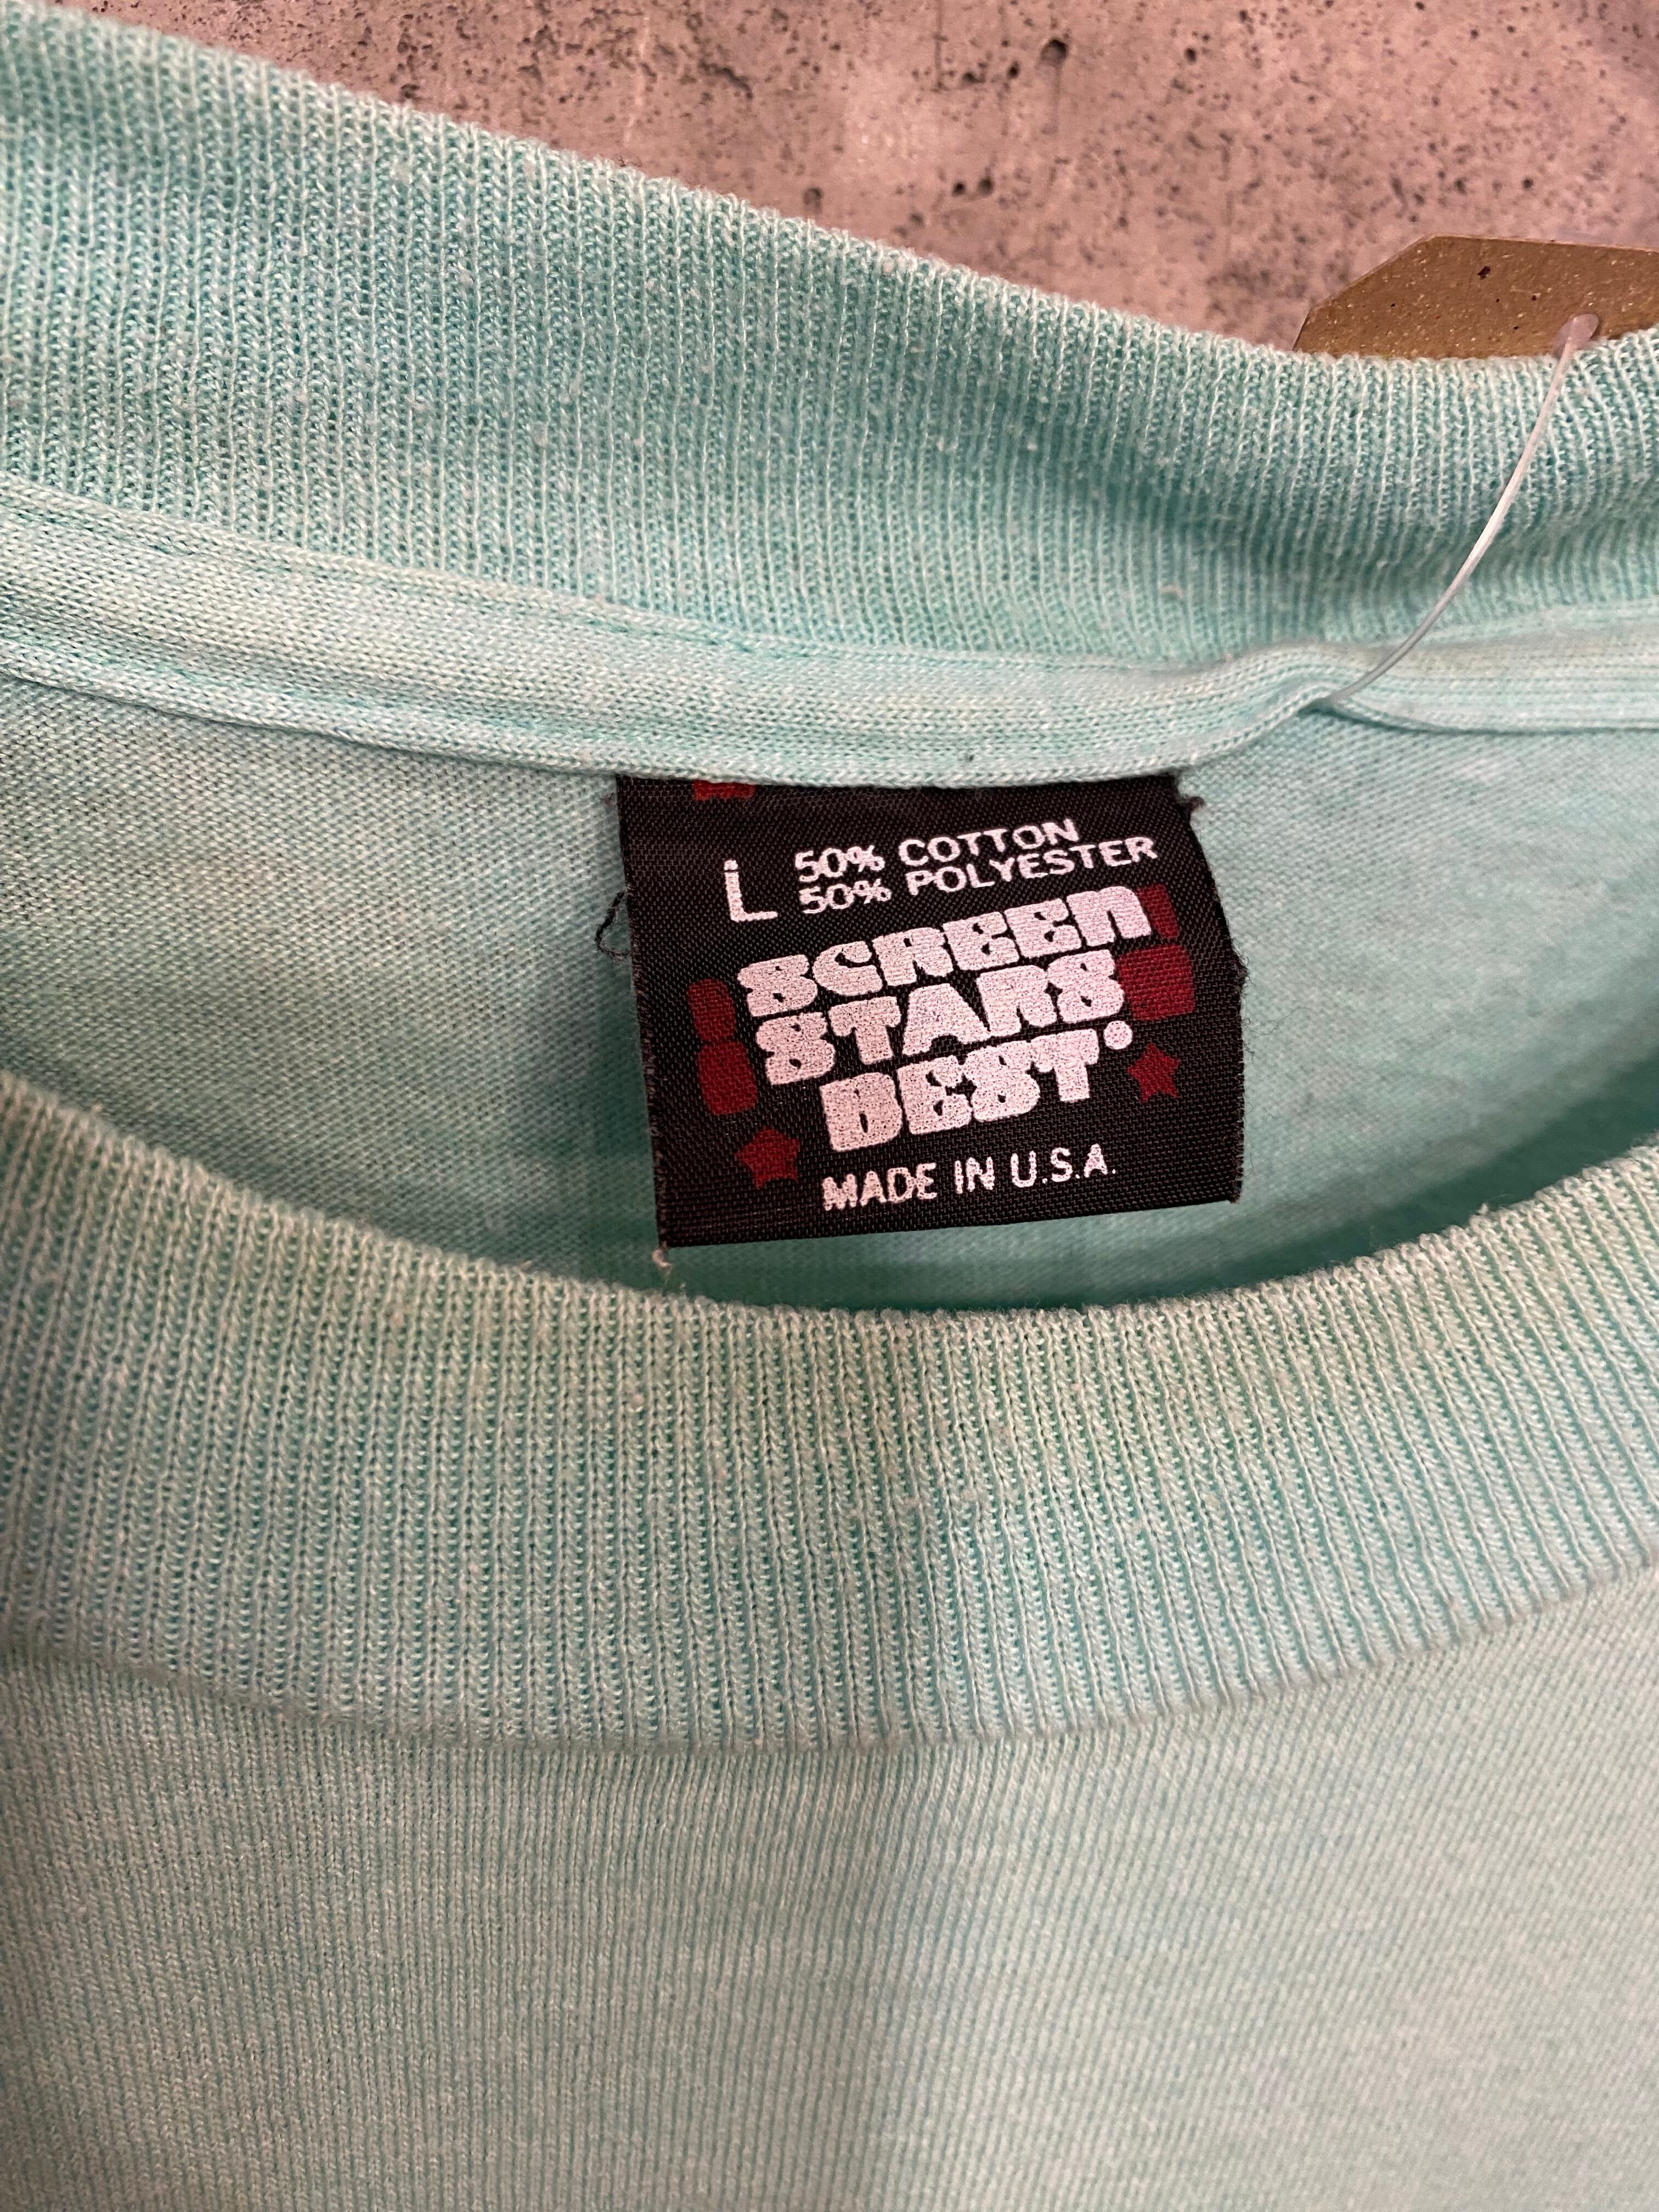 L 50% COTTON
50% POLYESTER
SCREEN
STARS
BEST
MADE IN U.S.A.